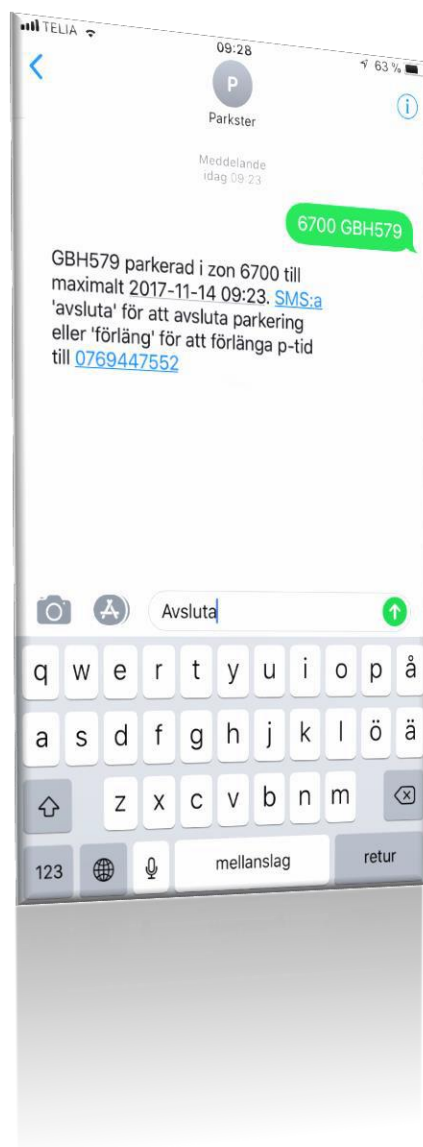 TELIA
09:28
63 %
P
Parkster
Meddelande
idag 09:23
6700 GBH579
GBH579 parkerad i zon 6700 till
maximalt 2017-11-14 09:23. SMS:a
'avsluta' för att avsluta parkering
eller 'förläng' för att förlänga p-tid
till 0769447552
Avsluta
q w e r t y u i o p å
a s d f g h j k l ö ä
z x c v b n m
123 mellanslag retur